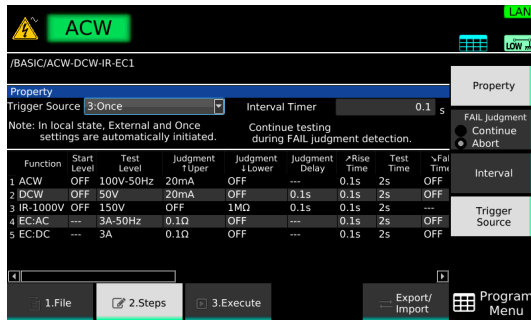 LAN
ACW
LOW
/BASIC/ACW-DCW-IR-EC1
Property
Trigger Source 3:Once Interval Timer 0.1 s
Note: In local state, External and Once
settings are automatically initiated.
Continue testing
during FAIL judgment detection.
Function Start Level Test Level Judgment ↑Upper Judgment ↓Lower Judgment Delay ↗Rise Time Test Time ↘Fal Time
1 ACW OFF 100V-50Hz 20mA OFF --- 0.1s 2s OFF
2 DCW OFF 50V 20mA OFF 0.1s 0.1s 2s OFF
3 IR-1000V OFF 150V OFF 1MΩ 0.1s 0.1s 2s ---
4 EC:AC --- 3A-50Hz 0.1Ω OFF --- 0.1s 2s OFF
5 EC:DC --- 3A 0.1Ω OFF --- 0.1s 2s OFF
Property
FAIL Judgment
Continue
Abort
Interval
Trigger
Source
1.File
2.Steps
3.Execute
Export/
Import
Program
Menu